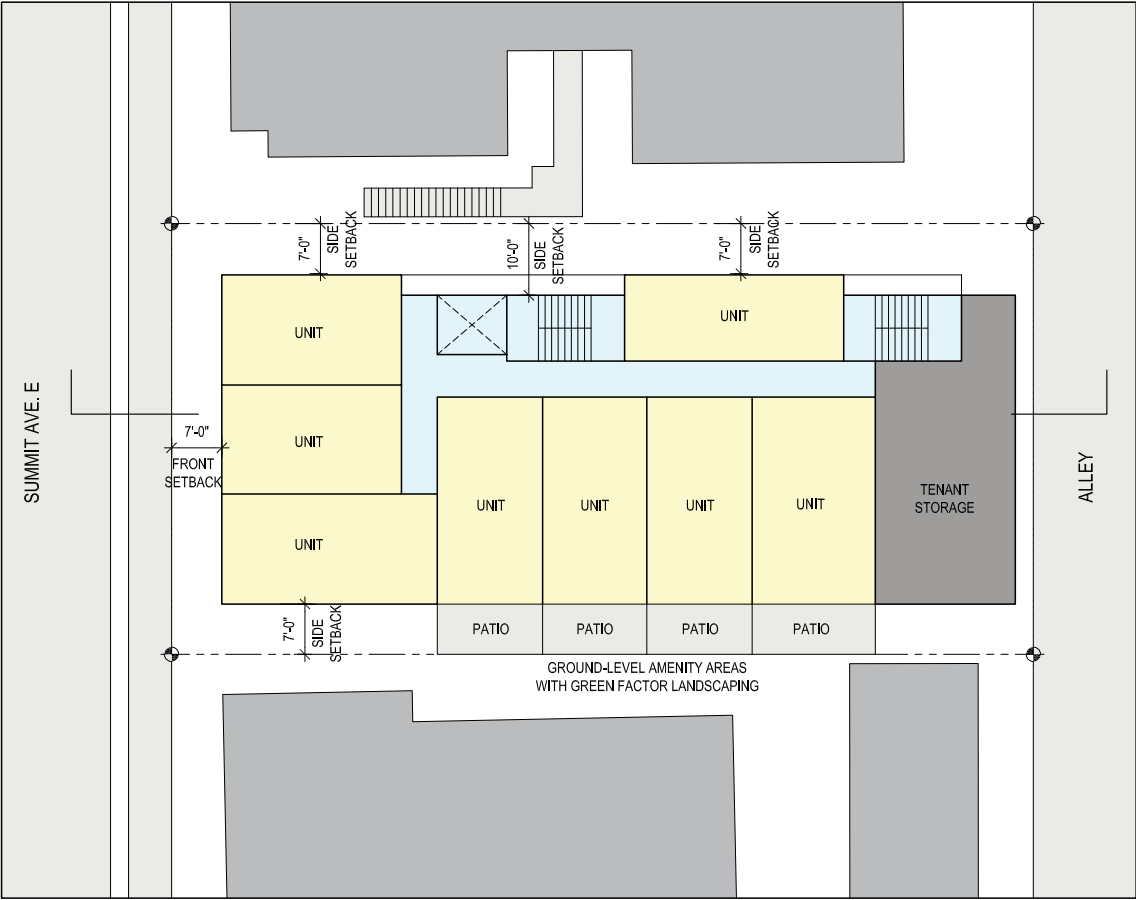 7'-0"
SIDE
SETBACK
10'-0"
SIDE
SETBACK
7'-0"
SIDE
SETBACK
UNIT
UNIT
SUMMIT AVE. E
7'-0"
FRONT
SETBACK
UNIT
UNIT
UNIT
UNIT
UNIT
UNIT
TENANT
STORAGE
ALLEY
7'-0"
SIDE
SETBACK
PATIO
PATIO
PATIO
PATIO
GROUND-LEVEL AMENITY AREAS
WITH GREEN FACTOR LANDSCAPING